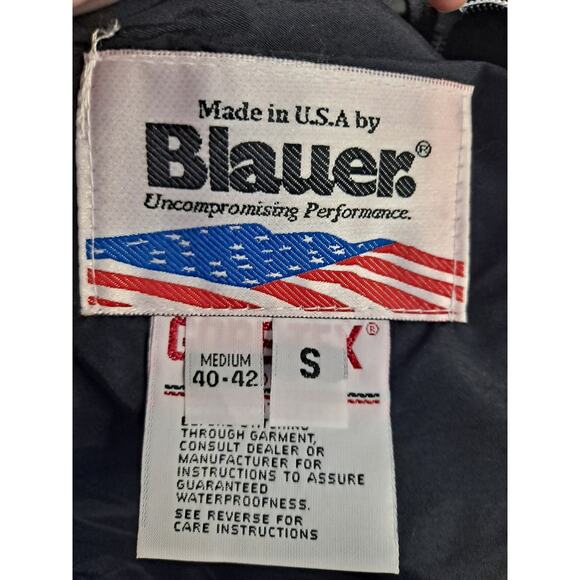 Made in U.S.A by
Blauer.®
Uncompromising Performance.
MEDIUM
40-42
S
®
THROUGH GARMENT,
CONSULT DEALER OR
MANUFACTURER FOR
INSTRUCTIONS TO ASSURE
GUARANTEED
WATERPROOFNESS.
SEE REVERSE FOR
CARE INSTRUCTIONS